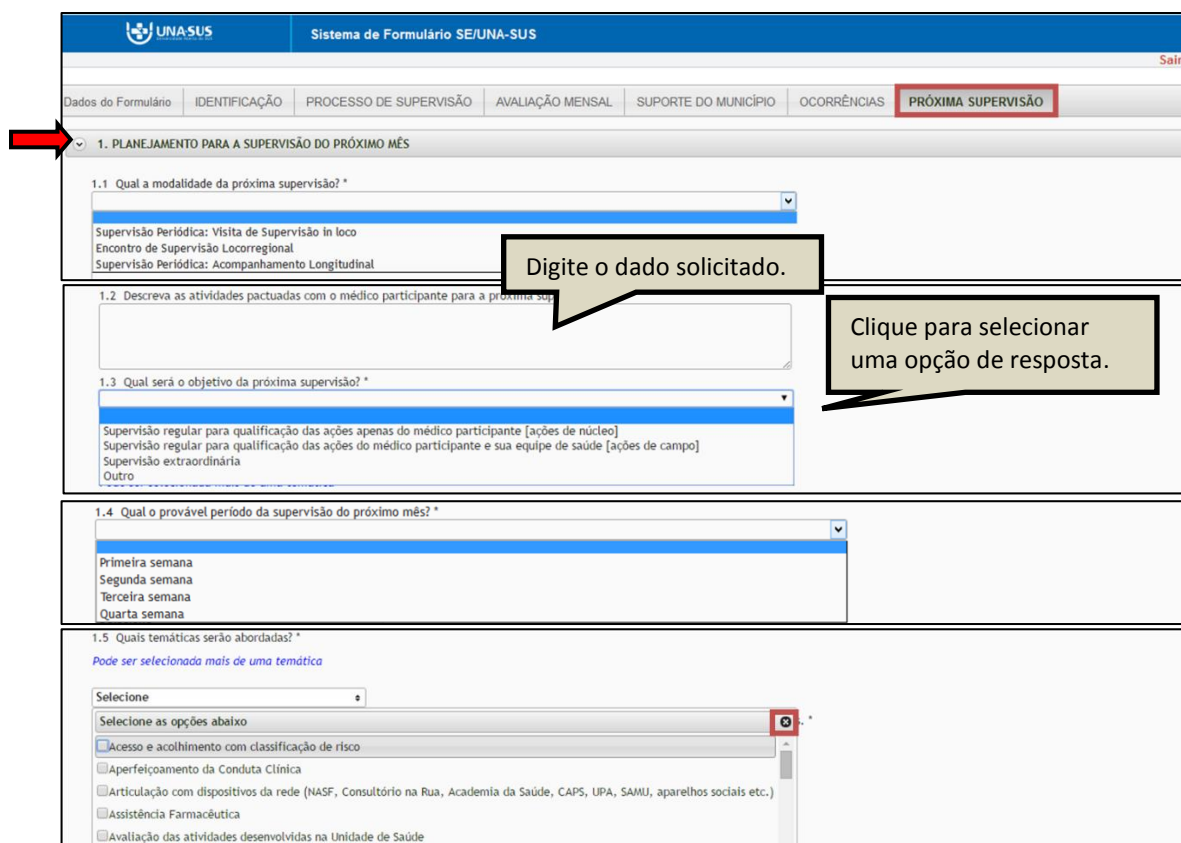 UNA-SUS
Sistema de Formulário SE/UNA-SUS
Sair
Dados do Formulário IDENTIFICAÇÃO PROCESSO DE SUPERVISÃO AVALIAÇÃO MENSAL SUPORTE DO MUNICÍPIO OCORRÊNCIAS PRÓXIMA SUPERVISÃO
1. PLANEJAMENTO PARA A SUPERVISÃO DO PRÓXIMO MÊS
1.1 Qual a modalidade da próxima supervisão? *
Supervisão Periódica: Visita de Supervisão in loco
Encontro de Supervisão Locorregional
Supervisão Periódica: Acompanhamento Longitudinal
Digite o dado solicitado.
1.2 Descreva as atividades pactuadas com o médico participante para a próxima
Clique para selecionar
uma opção de resposta.
1.3 Qual será o objetivo da próxima supervisão? *
Supervisão regular para qualificação das ações apenas do médico participante [ações de núcleo]
Supervisão regular para qualificação das ações do médico participante e sua equipe de saúde [ações de campo]
Supervisão extraordinária
Outro
1.4 Qual o provável período da supervisão do próximo mês? *
Primeira semana
Segunda semana
Terceira semana
Quarta semana
1.5 Quais temáticas serão abordadas? *
Pode ser selecionada mais de uma temática
Selecione
Selecione as opções abaixo
Acesso e acolhimento com classificação de risco
Aperfeiçoamento da Conduta Clínica
Articulação com dispositivos da rede (NASF, Consultório na Rua, Academia da Saúde, CAPS, UPA, SAMU, aparelhos sociais etc.)
Assistência Farmacêutica
Avaliação das atividades desenvolvidas na Unidade de Saúde